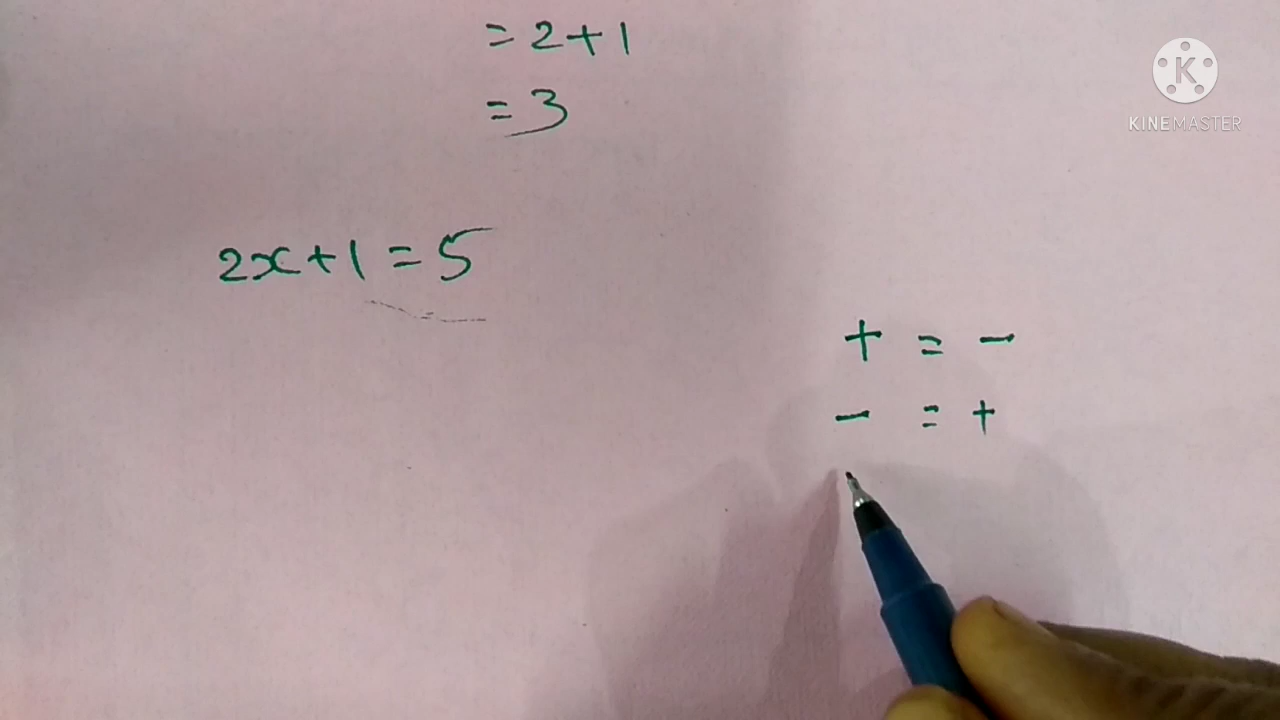 = 2 + 1
= 3
K
KINEMASTER
2x + 1 = 5
+ = -
- = +